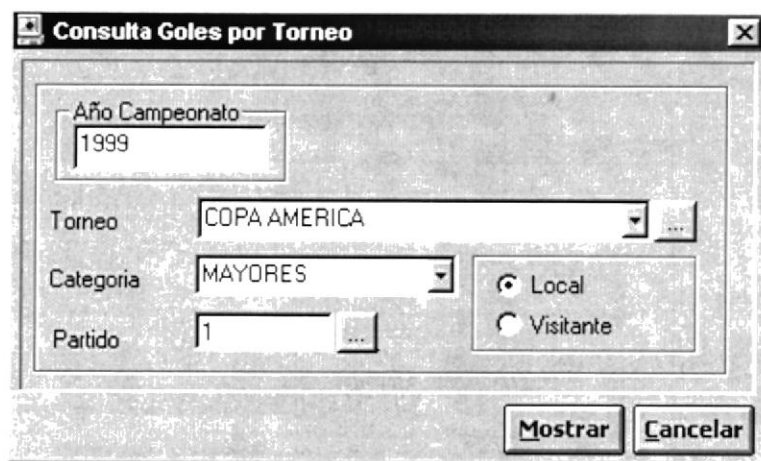 Consulta Goles por Torneo
Año Campeonato
1999
Torneo COPA AMERICA ...
Categoria MAYORES
Local
Partido 1 ...
Visitante
Mostrar Cancelar